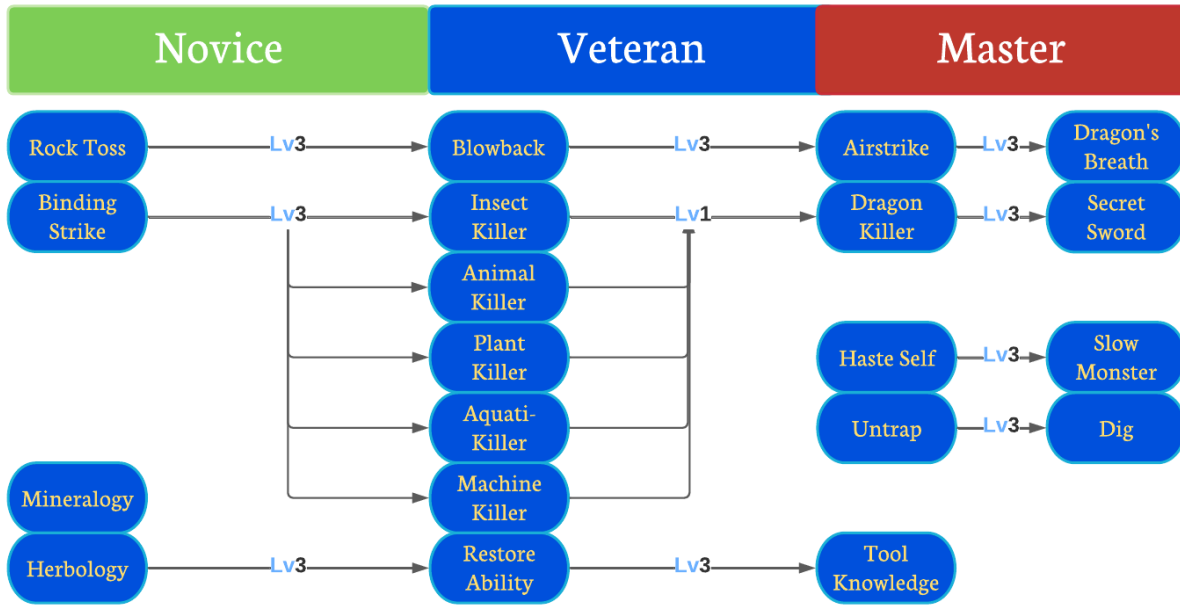 Novice Veteran Master
Rock Toss Lv3 Blowback Lv3 Airstrike Lv3 Dragon's
Breath
Binding
Strike Lv3 Insect
Killer Lv1 Dragon
Killer Lv3 Secret
Sword
Animal
Killer
Plant
Killer Haste Self Lv3 Slow
Monster
Aquati-
Killer Untrap Lv3 Dig
Mineralogy Machine
Killer
Herbology Lv3 Restore
Ability Lv3 Tool
Knowledge